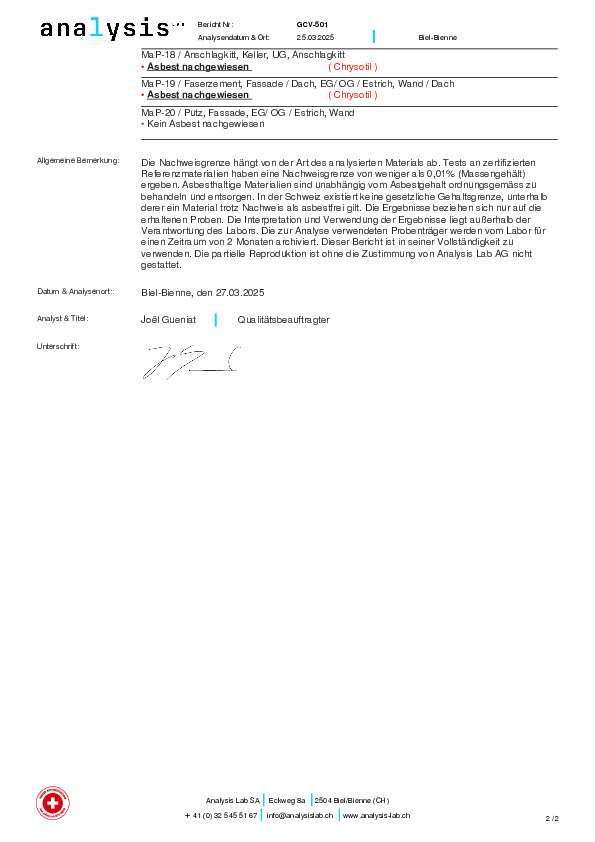 analysis
Bericht Nr: GCV-501
Analysendatum & Ort: 25.03.2025 Biel-Bienne
MaP-18 / Anschlagkitt, Keller, UG, Anschlagkitt
• Asbest nachgewiesen ( Chrysotil )
MaP-19 / Faserzement, Fassade / Dach, EG/ OG / Estrich, Wand / Dach
• Asbest nachgewiesen ( Chrysotil )
MaP-20 / Putz, Fassade, EG/ OG / Estrich, Wand
• Kein Asbest nachgewiesen
Allgemeine Bemerkung:
Die Nachweisgrenze hängt von der Art des analysierten Materials ab. Tests an zertifizierten
Referenzmaterialien haben eine Nachweisgrenze von weniger als 0,01% (Massengehält)
ergeben. Asbesthaltige Materialien sind unabhängig vom Asbestgehalt ordnungsgemäss zu
behandeln und entsorgen. In der Schweiz existiert keine gesetzliche Gehaltsgrenze, unterhalb
derer ein Material trotz Nachweis als asbestfrei gilt. Die Ergebnisse beziehen sich nur auf die
erhaltenen Proben. Die Interpretation und Verwendung der Ergebnisse liegt außerhalb der
Verantwortung des Labors. Die zur Analyse verwendeten Probenträger werden vom Labor für
einen Zeitraum von 2 Monaten archiviert. Dieser Bericht ist in seiner Vollständigkeit zu
verwenden. Die partielle Reproduktion ist ohne die Zustimmung von Analysis Lab AG nicht
gestattet.
Datum & Analysenort::
Biel-Bienne, den 27.03.2025
Analyst & Titel:
Joël Gueniat Qualitätsbeauftragter
Unterschrift:
Analysis Lab SA Eckweg 8a 2504 Biel/Bienne (CH)
+ 41 (0) 32 545 51 67 info@analysislab.ch www.analysis-lab.ch
2 / 2